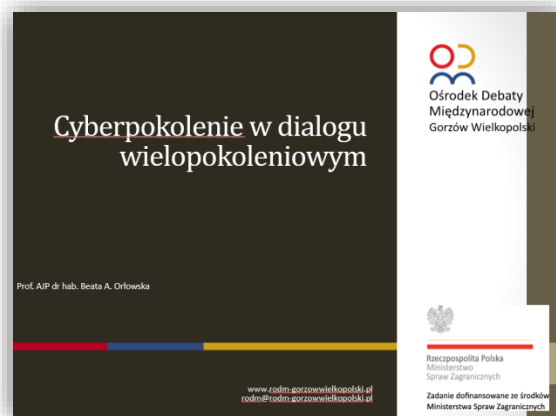 Cyberpokolenie w dialogu
wielopokoleniowym
Prof. AJP dr hab. Beata A. Orłowska
www.rodm-gorzowwielkopolski.pl
rodm@rodm-gorzowwielkopolski.pl
Ośrodek Debaty
Międzynarodowej
Gorzów Wielkopolski
Rzeczpospolita Polska
Ministerstwo
Spraw Zagranicznych
Zadanie dofinansowane ze środków
Ministerstwa Spraw Zagranicznych